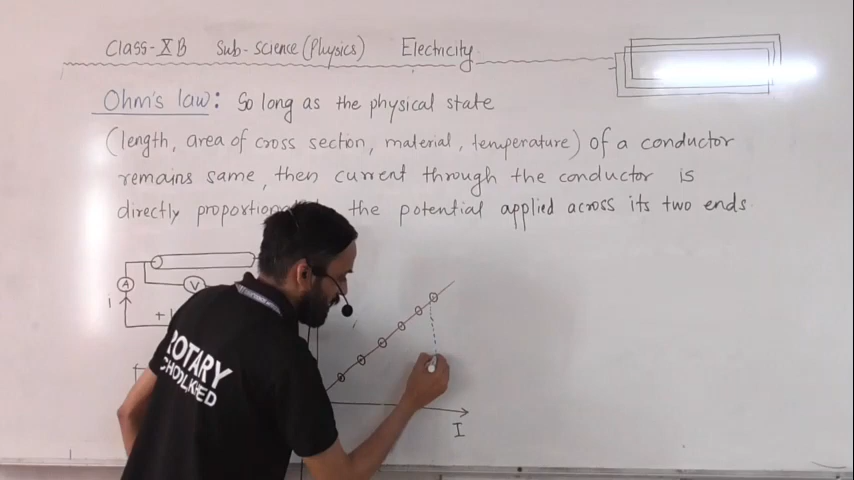 Class-X B Sub-science (Physics) Electricity
Ohm's law: So long as the physical state
(length, area of cross section, material, temperature) of a conductor
remains same, then current through the conductor is
directly the potential applied across its two ends.
A
V
i
+
I
ROTARY